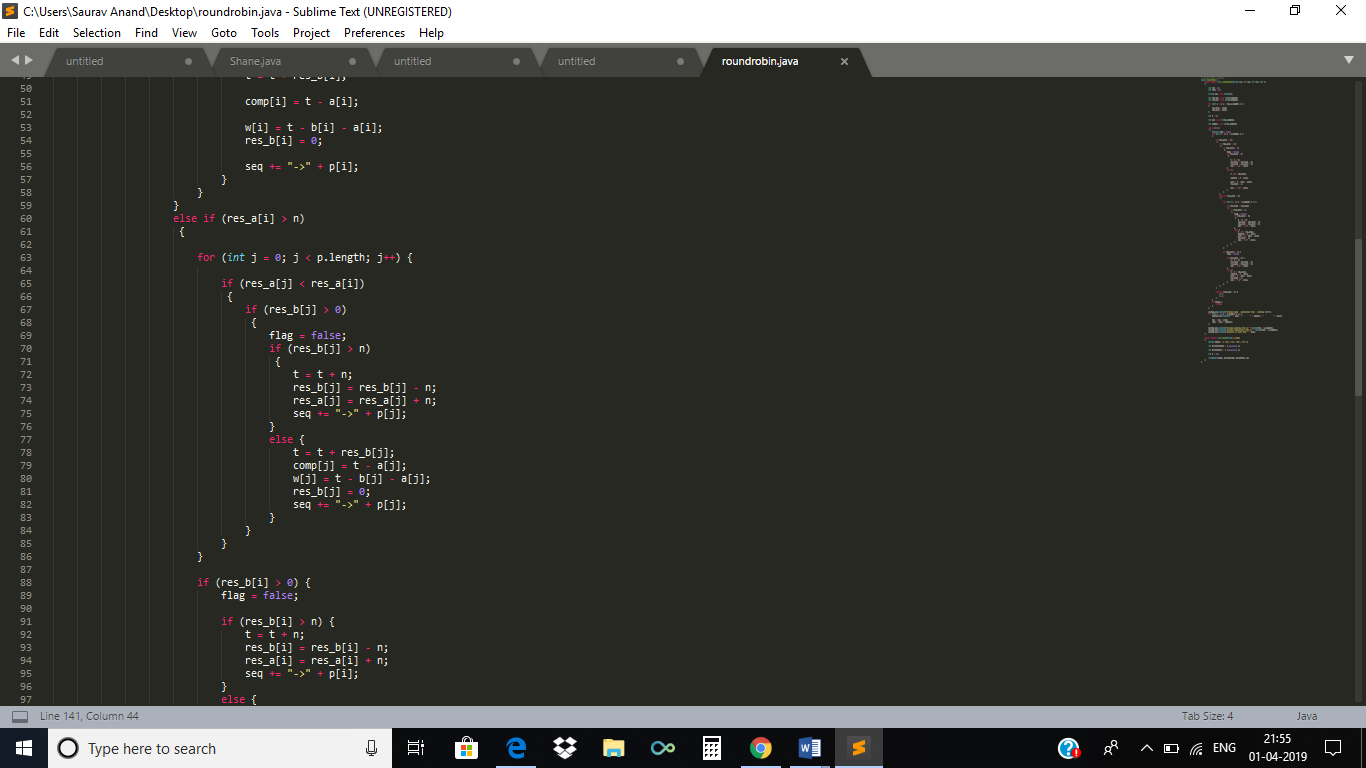 C:\Users\Saurav Anand\Desktop\roundrobin.java - Sublime Text (UNREGISTERED)
File Edit Selection Find View Goto Tools Project Preferences Help
untitled Shane.java untitled untitled roundrobin.java
50
51 comp[i] = t - a[i];
52
53 w[i] = t - b[i] - a[i];
54 res_b[i] = 0;
55
56 seq += "->" + p[i];
57 }
58 }
59 }
60 else if (res_a[i] > n)
61 {
62
63 for (int j = 0; j < p.length; j++) {
64
65 if (res_a[j] < res_a[i])
66 {
67 if (res_b[j] > 0)
68 {
69 flag = false;
70 if (res_b[j] > n)
71 {
72 t = t + n;
73 res_b[j] = res_b[j] - n;
74 res_a[j] = res_a[j] + n;
75 seq += "->" + p[j];
76 }
77 else {
78 t = t + res_b[j];
79 comp[j] = t - a[j];
80 w[j] = t - b[j] - a[j];
81 res_b[j] = 0;
82 seq += "->" + p[j];
83 }
84 }
85 }
86 }
87
88 if (res_b[i] > 0) {
89 flag = false;
90
91 if (res_b[i] > n) {
92 t = t + n;
93 res_b[i] = res_b[i] - n;
94 res_a[i] = res_a[i] + n;
95 seq += "->" + p[i];
96 }
97 else {
Line 141, Column 44 Tab Size: 4 Java
Type here to search ENG 21:55
01-04-2019